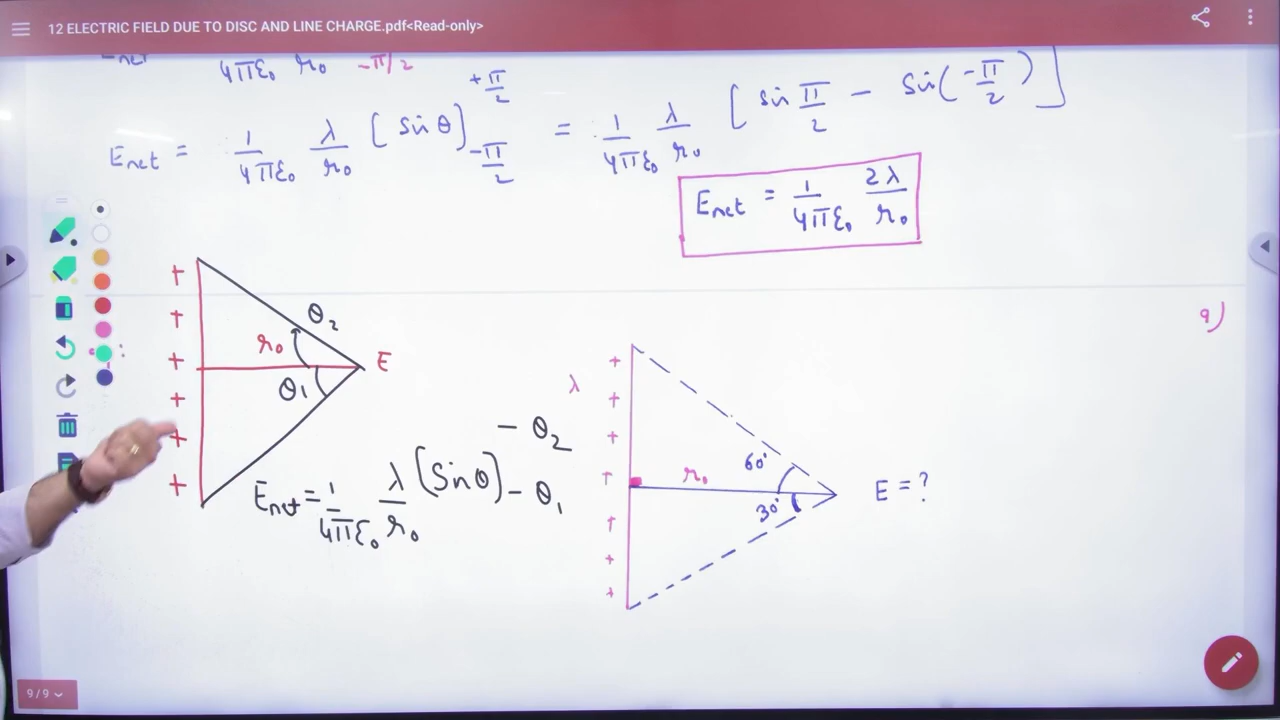 12 ELECTRIC FIELD DUE TO DISC AND LINE CHARGE.pdf<Read-only>
4πε₀ r₀ -π/2
E_net = 1/4πε₀ λ/r₀ [sin θ]_{-π/2}^{+π/2} = 1/4πε₀ λ/r₀ [sin π/2 - sin(-π/2)]
E_net = 1/4πε₀ 2λ/r₀
+ + + + + +
θ₂
r₀
E
θ₁
E_net = 1/4πε₀ λ/r₀ (sin θ) - θ₂ - θ₁
λ
+ + + + + + +
60°
r₀
30°
E = ?
9)
9/9